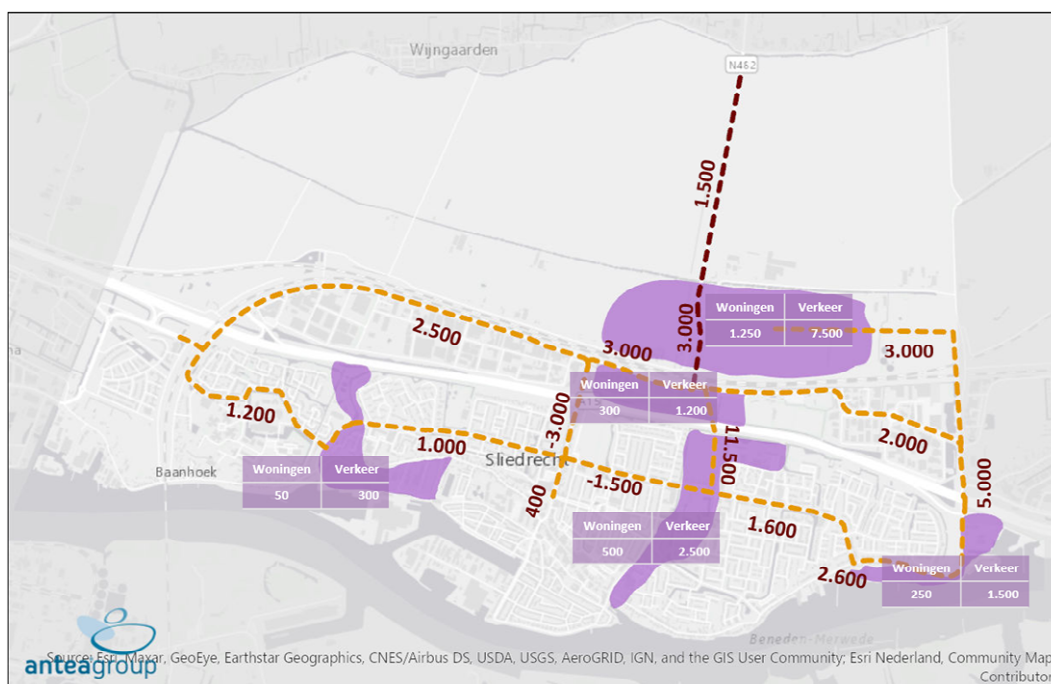 Wijngaarden
N482
1.500
Woningen Verkeer
1.250 7.500
3.000
3.000
3.000
2.500
Woningen Verkeer
300 1.200
1.200
1.000
-3.000
11.500
2.000
Sliedrecht
Baanhoek
Woningen Verkeer
50 -300
-1.500
400
5.000
1.600
Woningen Verkeer
500 2.500
2.600
Woningen Verkeer
250 1.500
Beneden-Merwede
anteagroup
Source: Esri, Maxar, GeoEye, Earthstar Geographics, CNES/Airbus DS, USDA, USGS, AeroGRID, IGN, and the GIS User Community; Esri Nederland, Community Map
Contributor